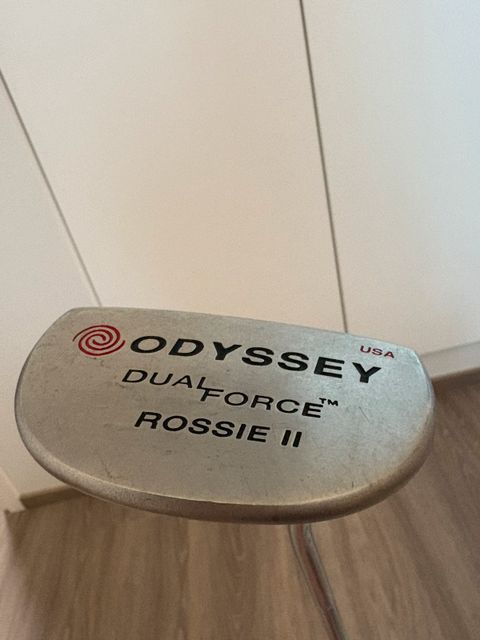 ODYSSEY USA
DUAL FORCE™
ROSSIE II